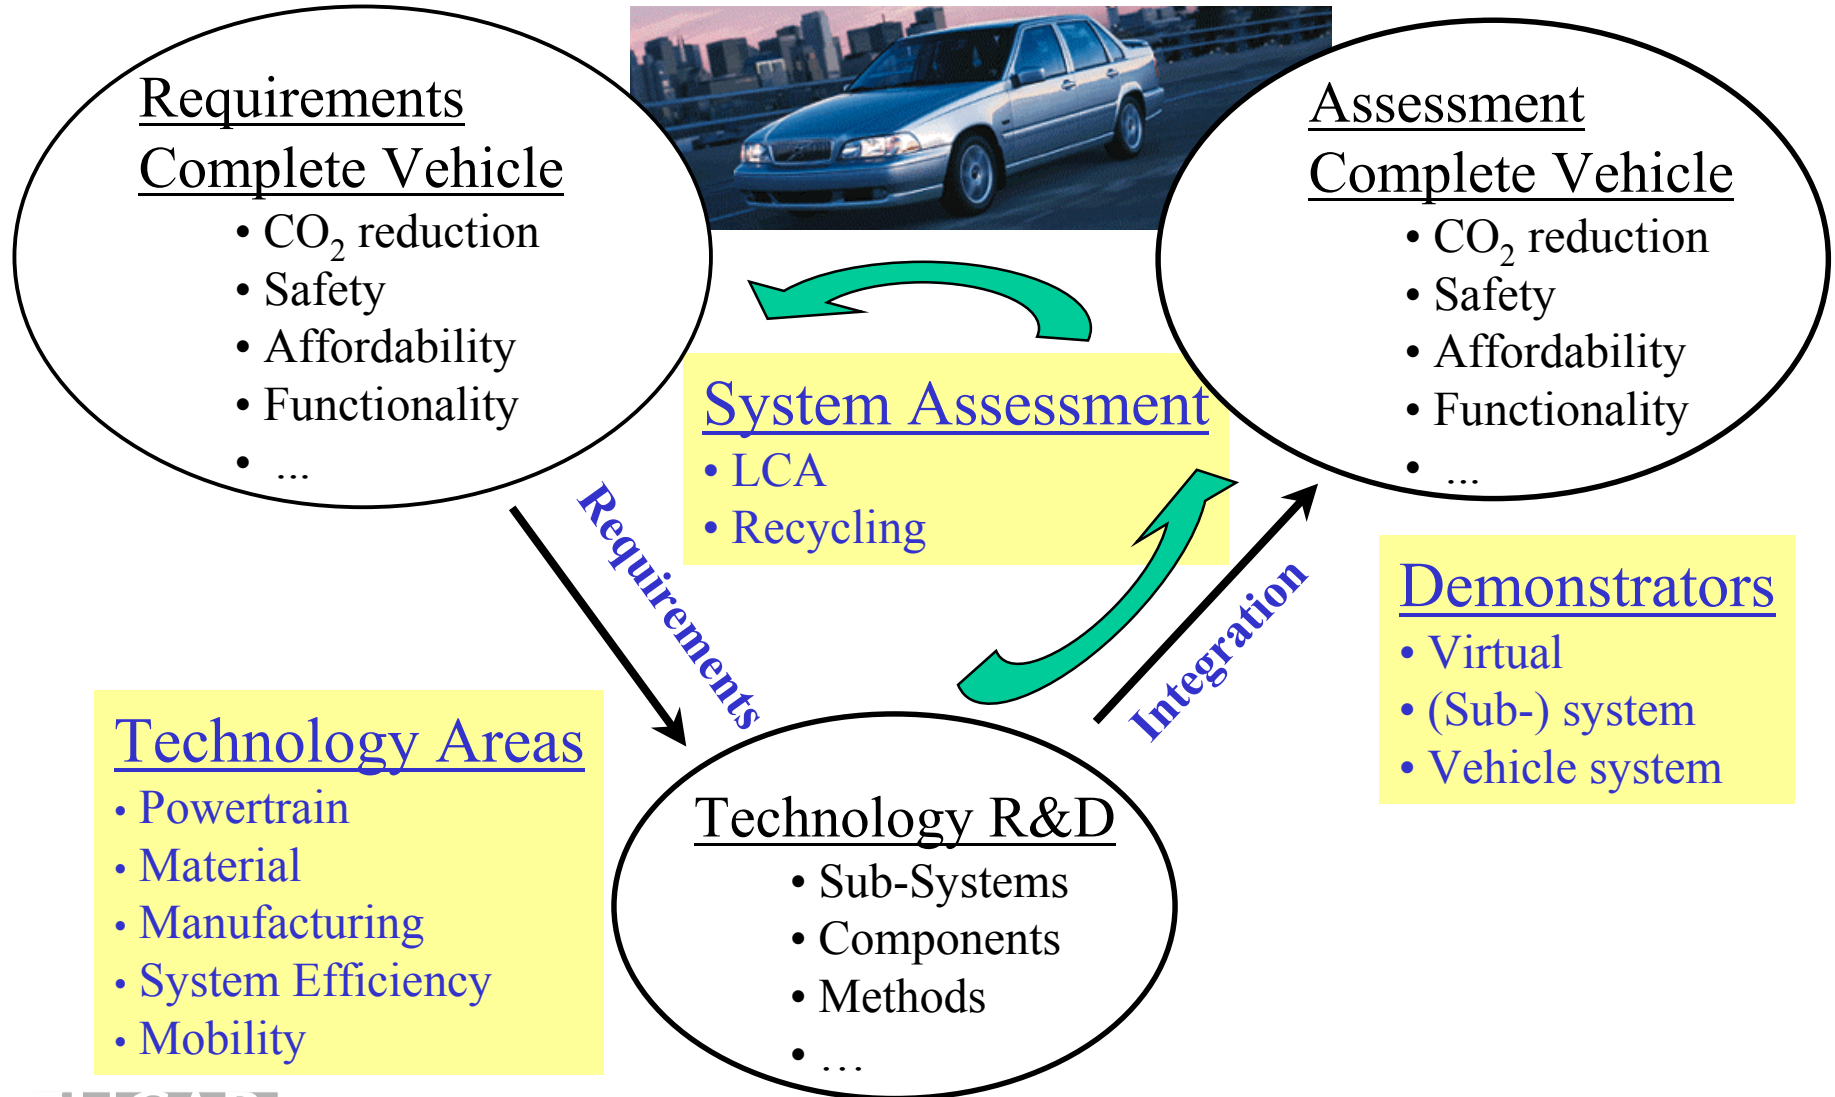 Requirements
Complete Vehicle
• CO₂ reduction
• Safety
• Affordability
• Functionality
• ...
Assessment
Complete Vehicle
• CO₂ reduction
• Safety
• Affordability
• Functionality
• ...
System Assessment
• LCA
• Recycling
Requirements
Integration
Demonstrators
• Virtual
• (Sub-) system
• Vehicle system
Technology Areas
• Powertrain
• Material
• Manufacturing
• System Efficiency
• Mobility
Technology R&D
• Sub-Systems
• Components
• Methods
• …